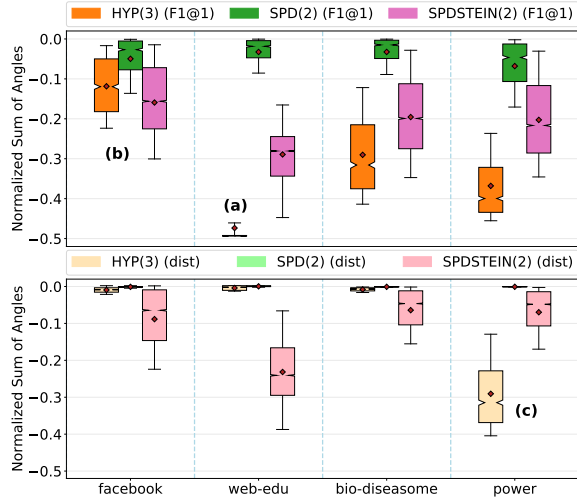 HYP(3) (F1@1) SPD(2) (F1@1) SPDSTEIN(2) (F1@1)
Normalized Sum of Angles
0.0
−0.1
−0.2
−0.3
−0.4
−0.5
(b)
(a)
HYP(3) (dist) SPD(2) (dist) SPDSTEIN(2) (dist)
Normalized Sum of Angles
0.0
−0.1
−0.2
−0.3
−0.4
−0.5
(c)
facebook web-edu bio-diseasome power